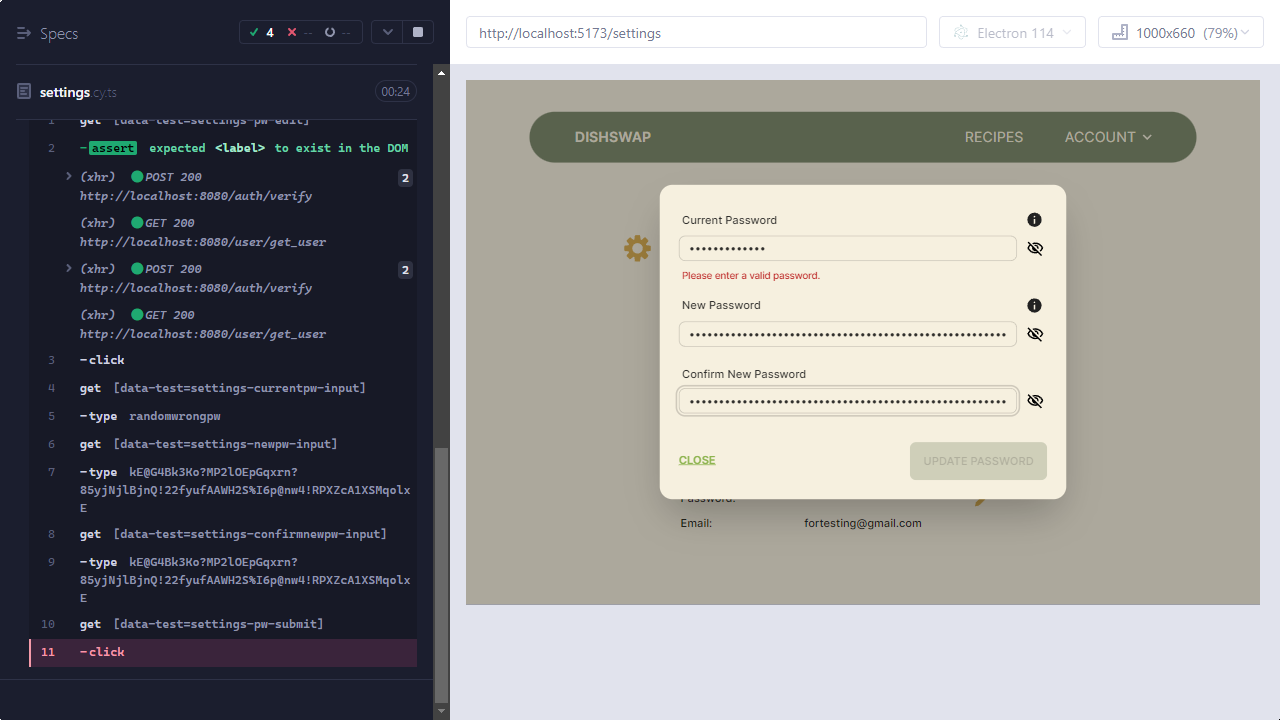 Specs
4
--
--
settings.cy.ts
00:24
1 get [data-test=settings-pw-edit]
2 -assert expected <label> to exist in the DOM
(xhr) POST 200
http://localhost:8080/auth/verify
2
(xhr) GET 200
http://localhost:8080/user/get_user
(xhr) POST 200
http://localhost:8080/auth/verify
2
(xhr) GET 200
http://localhost:8080/user/get_user
3 -click
4 get [data-test=settings-currentpw-input]
5 -type randomwrongpw
6 get [data-test=settings-newpw-input]
7 -type kE@G4Bk3Ko?MP2lOEpGqxrn?
85yjNjlBjnQ!22fyufAAWH2S%I6p@nw4!RPXZcA1XSMqolx
E
8 get [data-test=settings-confirmnewpw-input]
9 -type kE@G4Bk3Ko?MP2lOEpGqxrn?
85yjNjlBjnQ!22fyufAAWH2S%I6p@nw4!RPXZcA1XSMqolx
E
10 get [data-test=settings-pw-submit]
11 -click
http://localhost:5173/settings
Electron 114
1000x660 (79%)
DISHSWAP
RECIPES
ACCOUNT
Current Password
Please enter a valid password.
New Password
Confirm New Password
CLOSE
UPDATE PASSWORD
Password:
Email:
fortesting@gmail.com